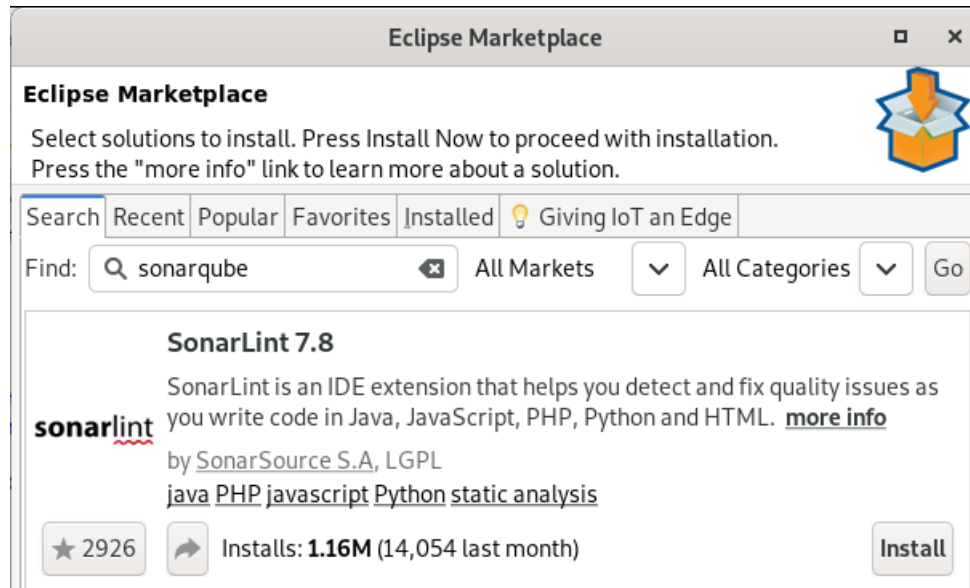 Eclipse Marketplace
Eclipse Marketplace
Select solutions to install. Press Install Now to proceed with installation.
Press the "more info" link to learn more about a solution.
Search Recent Popular Favorites Installed Giving IoT an Edge
Find: sonarqube All Markets All Categories Go
SonarLint 7.8
SonarLint is an IDE extension that helps you detect and fix quality issues as
you write code in Java, JavaScript, PHP, Python and HTML. more info
sonarlint
by SonarSource S.A, LGPL
java PHP javascript Python static analysis
2926 Installs: 1.16M (14,054 last month) Install